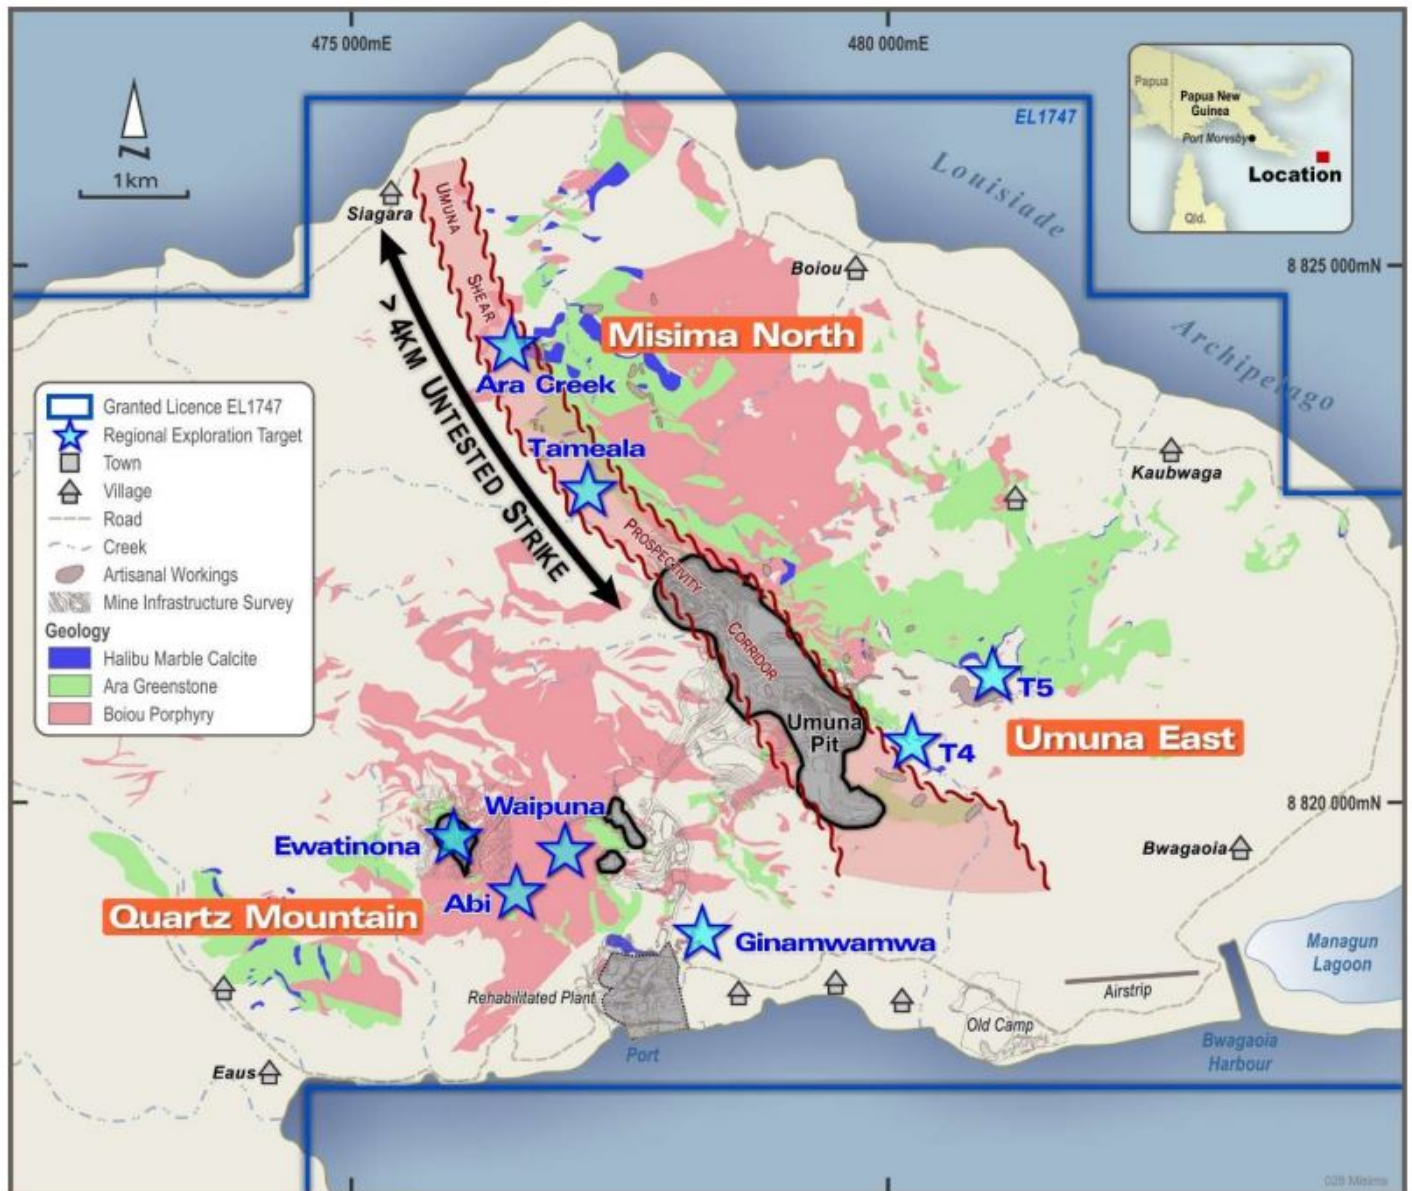 475 000mE
480 000mE
EL1747
Papua
Papua New
Guinea
Port Moresby
Location
Qld.
N
1km
Louisiade
Archipelago
Siagara
UMUNA
SHEAR
Boiou
8 825 000mN
Misima North
Ara Creek
> 4KM UNTESTED STRIKE
Granted Licence EL1747
Regional Exploration Target
Town
Village
Road
Creek
Artisanal Workings
Mine Infrastructure Survey
Geology
Halibu Marble Calcite
Ara Greenstone
Boiou Porphyry
Tameala
Kaubwaga
PROSPECTIVITY
CORRIDOR
T5
Umuna
Pit
Umuna East
T4
8 820 000mN
Waipuna
Ewatinona
Bwagaoia
Abi
Quartz Mountain
Ginamwamwa
Managun
Lagoon
Rehabilitated Plant
Airstrip
Old Camp
Port
Bwagaoia
Harbour
Eaus
028 Misima